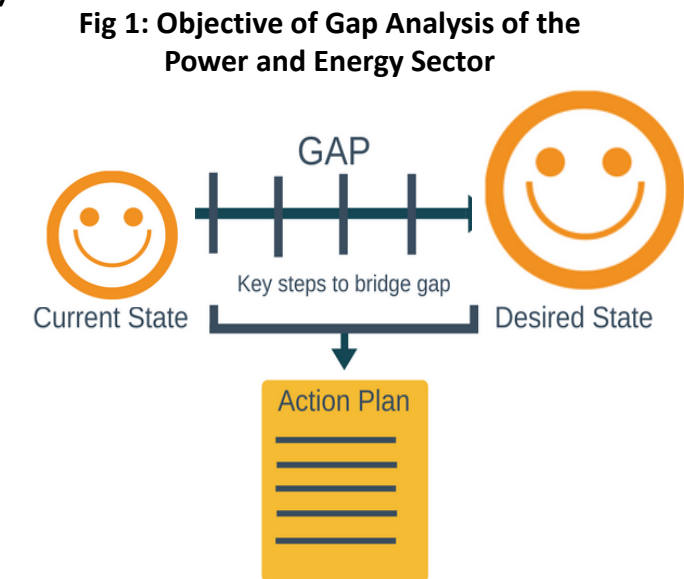 Fig 1: Objective of Gap Analysis of the
Power and Energy Sector
GAP
Key steps to bridge gap
Current State
Desired State
Action Plan